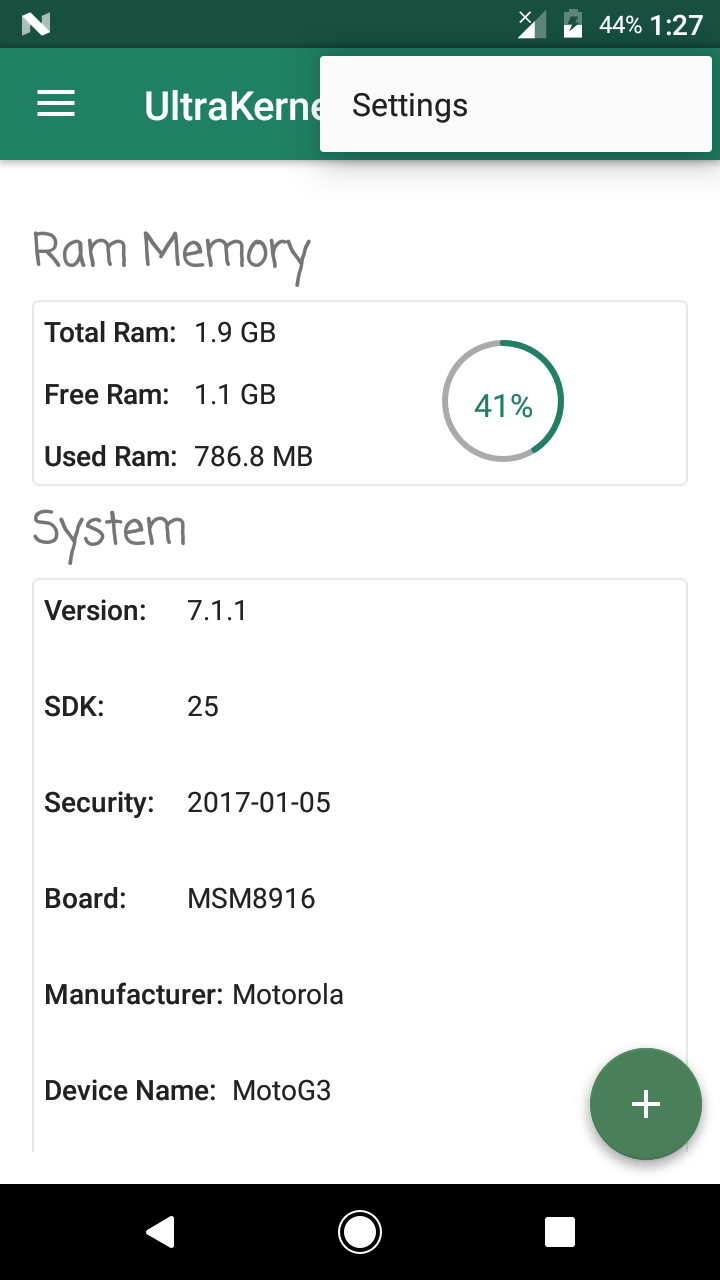 44% 1:27
UltraKerne
Settings
Ram Memory
Total Ram: 1.9 GB
Free Ram: 1.1 GB
41%
Used Ram: 786.8 MB
System
Version: 7.1.1
SDK: 25
Security: 2017-01-05
Board: MSM8916
Manufacturer: Motorola
Device Name: MotoG3